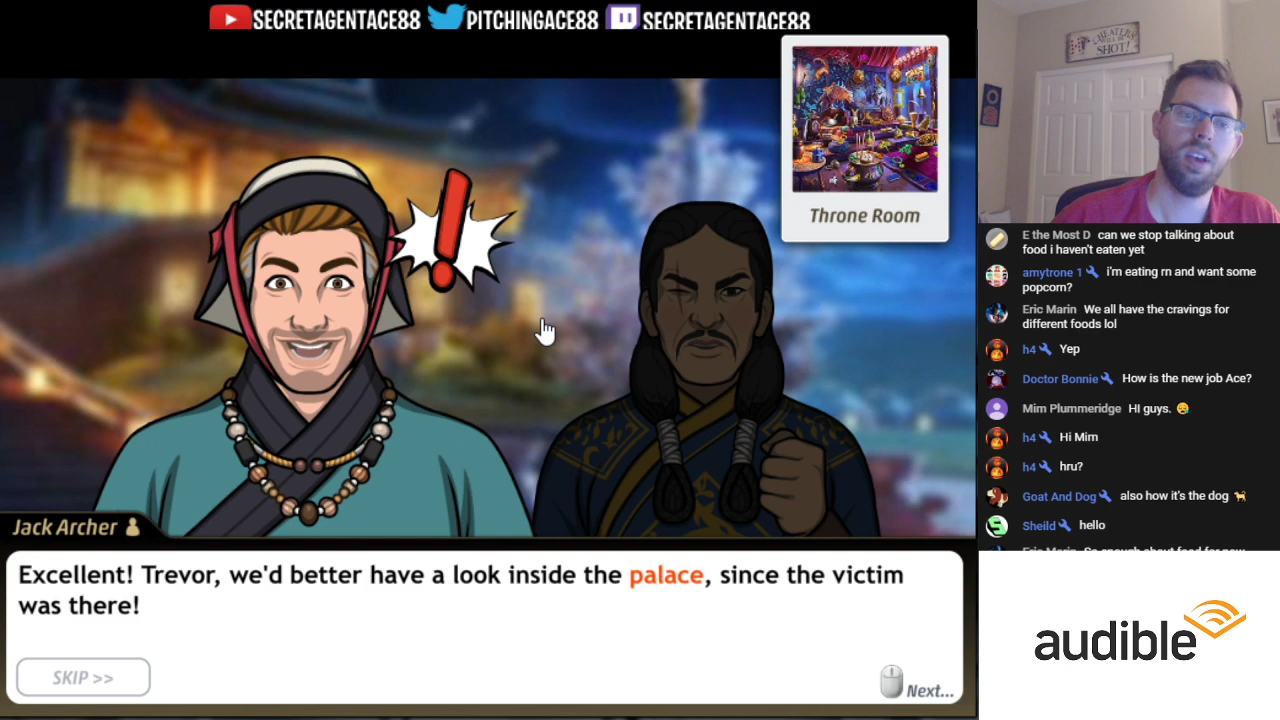 SECRETAGENTACE88 PITCHINGACE88 SECRETAGENTACE88
CHEATERS
WILL BE
SHOT!
Throne Room
E the Most D can we stop talking about
food i haven't eaten yet
amytrone 1 i'm eating rn and want some
popcorn?
Eric Marin We all have the cravings for
different foods lol
h4 Yep
Doctor Bonnie How is the new job Ace?
Mim Plummeridge HI guys. 😪
h4 Hi Mim
h4 hru?
Goat And Dog also how it's the dog 🐕
Sheild hello
Jack Archer
Excellent! Trevor, we'd better have a look inside the palace, since the victim
was there!
SKIP >>
Next...
audible